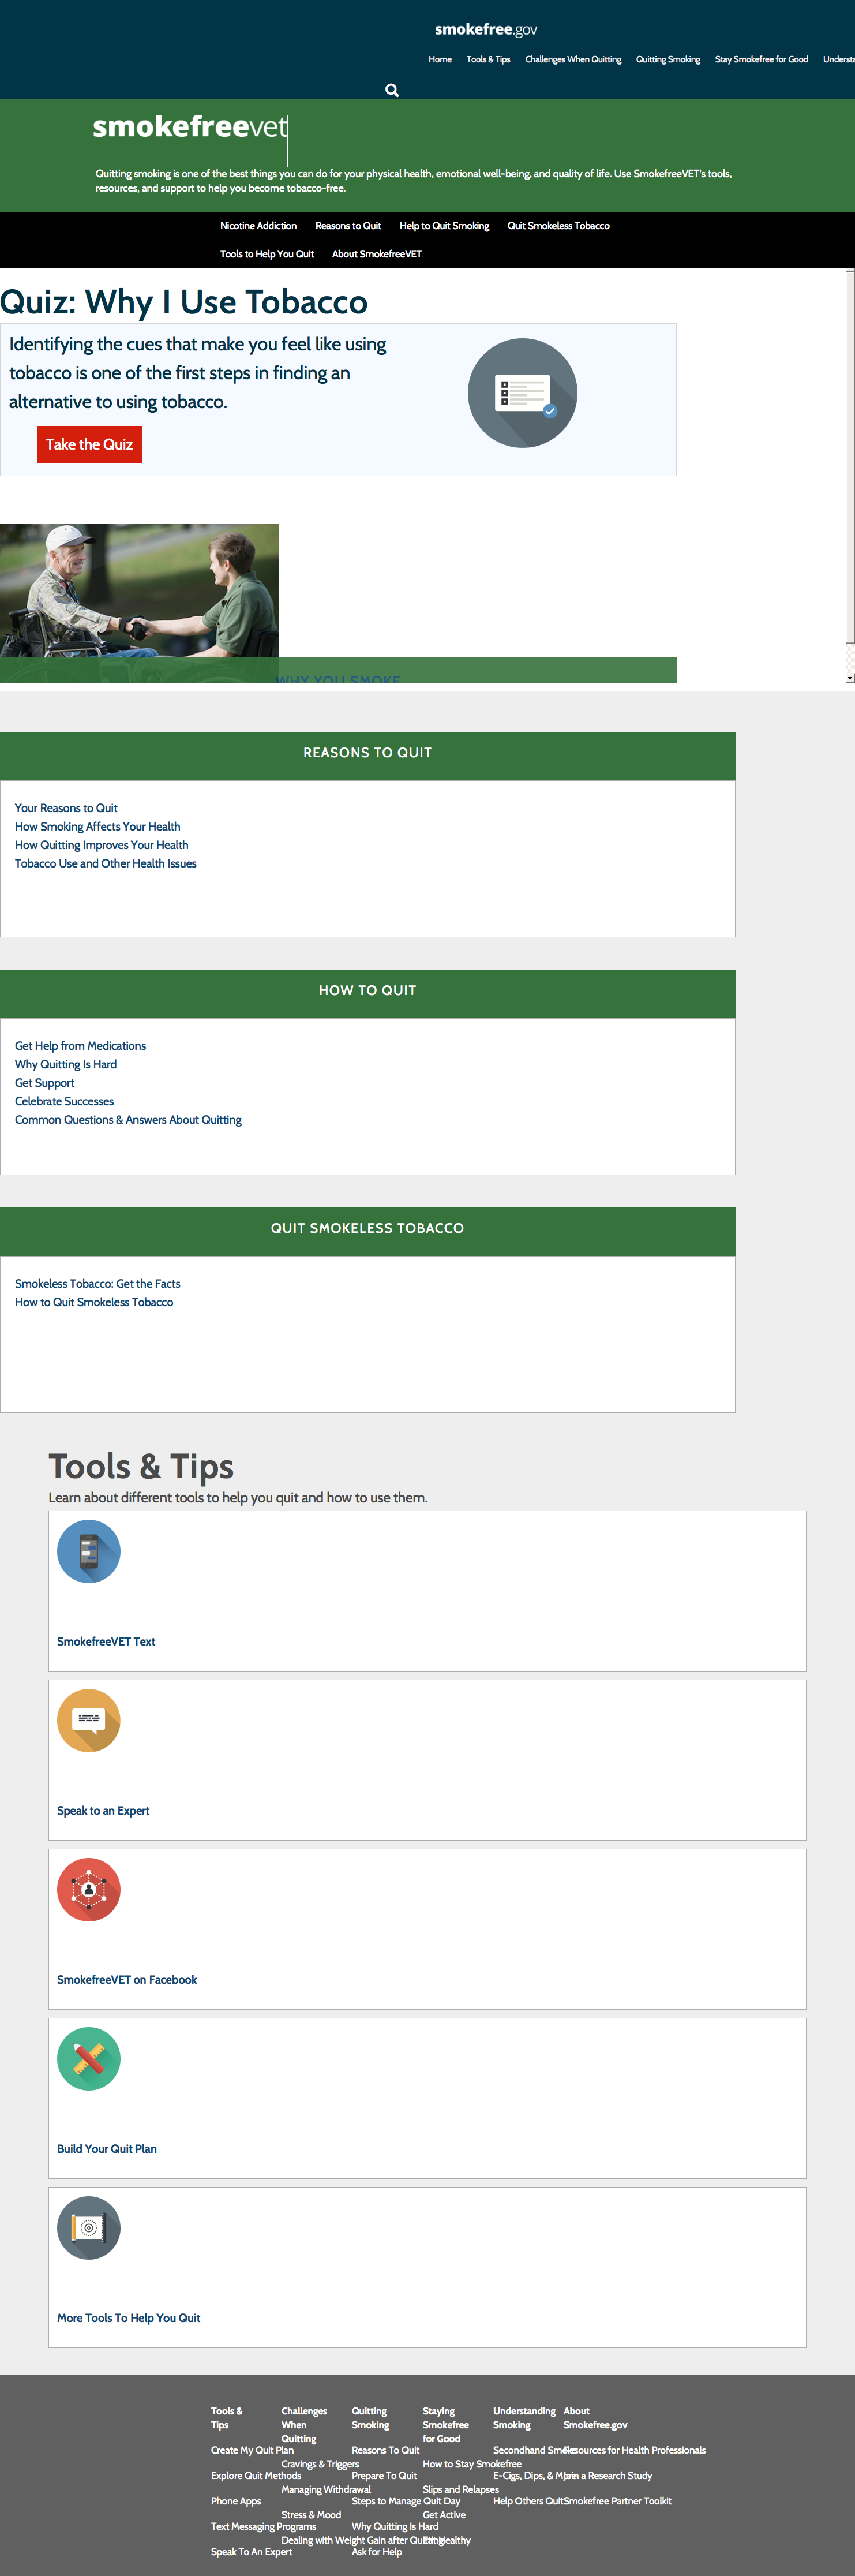 smokefree.gov
Home Tools & Tips Challenges When Quitting Quitting Smoking Stay Smokefree for Good
smokefreevet
Quitting smoking is one of the best things you can do for your physical health, emotional well-being, and quality of life. Use SmokefreeVET's tools,
resources, and support to help you become tobacco-free.
Nicotine Addiction Reasons to Quit Help to Quit Smoking Quit Smokeless Tobacco
Tools to Help You Quit About SmokefreeVET
Quiz: Why I Use Tobacco
Identifying the cues that make you feel like using
tobacco is one of the first steps in finding an
alternative to using tobacco.
Take the Quiz
WHY YOU SMOKE
REASONS TO QUIT
Your Reasons to Quit
How Smoking Affects Your Health
How Quitting Improves Your Health
Tobacco Use and Other Health Issues
HOW TO QUIT
Get Help from Medications
Why Quitting Is Hard
Get Support
Celebrate Successes
Common Questions & Answers About Quitting
QUIT SMOKELESS TOBACCO
Smokeless Tobacco: Get the Facts
How to Quit Smokeless Tobacco
Tools & Tips
Learn about different tools to help you quit and how to use them.
SmokefreeVET Text
Speak to an Expert
SmokefreeVET on Facebook
Build Your Quit Plan
More Tools To Help You Quit
Tools &
Tips
Create My Quit Plan
Explore Quit Methods
Phone Apps
Text Messaging Programs
Speak To An Expert
Challenges
When
Quitting
Cravings & Triggers
Managing Withdrawal
Stress & Mood
Dealing with Weight Gain after Quitting
Quitting
Smoking
Reasons To Quit
Prepare To Quit
Steps to Manage Quit Day
Why Quitting Is Hard
Ask for Help
Staying
Smokefree
for Good
How to Stay Smokefree
Slips and Relapses
Get Active
Eat Healthy
Understanding
Smoking
Secondhand Smoke
E-Cigs, Dips, & More
Help Others Quit
About
Smokefree.gov
Resources for Health Professionals
Join a Research Study
Smokefree Partner Toolkit